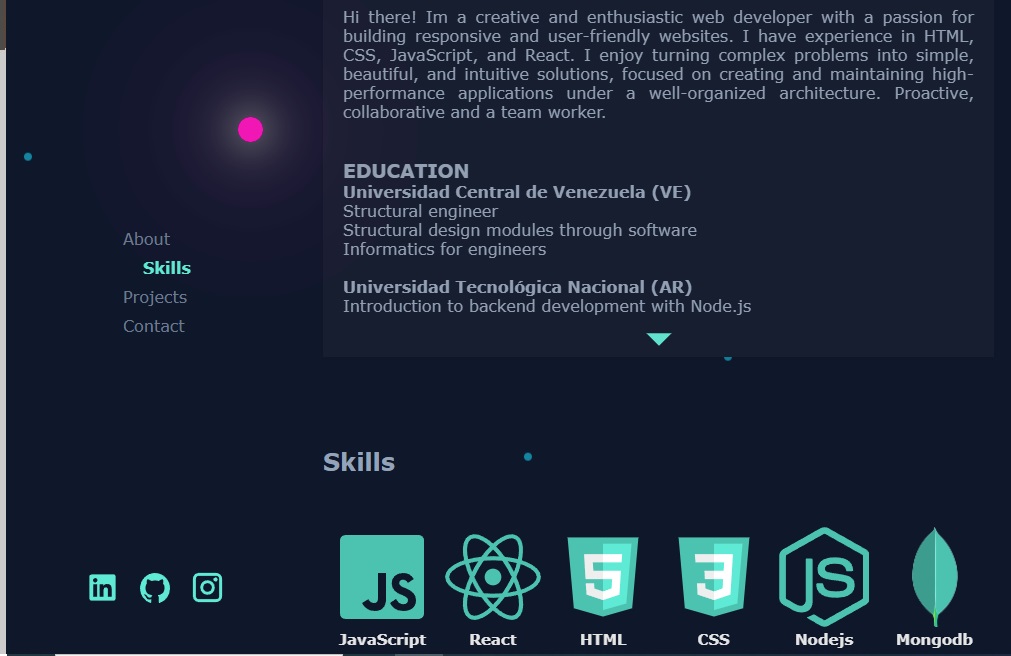 Hi there! Im a creative and enthusiastic web developer with a passion for
building responsive and user-friendly websites. I have experience in HTML,
CSS, JavaScript, and React. I enjoy turning complex problems into simple,
beautiful, and intuitive solutions, focused on creating and maintaining high-
performance applications under a well-organized architecture. Proactive,
collaborative and a team worker.
EDUCATION
Universidad Central de Venezuela (VE)
Structural engineer
Structural design modules through software
Informatics for engineers
Universidad Tecnológica Nacional (AR)
Introduction to backend development with Node.js
About
Skills
Projects
Contact
Skills
in
JS
5
3
JS
JavaScript
React
HTML
CSS
Nodejs
Mongodb